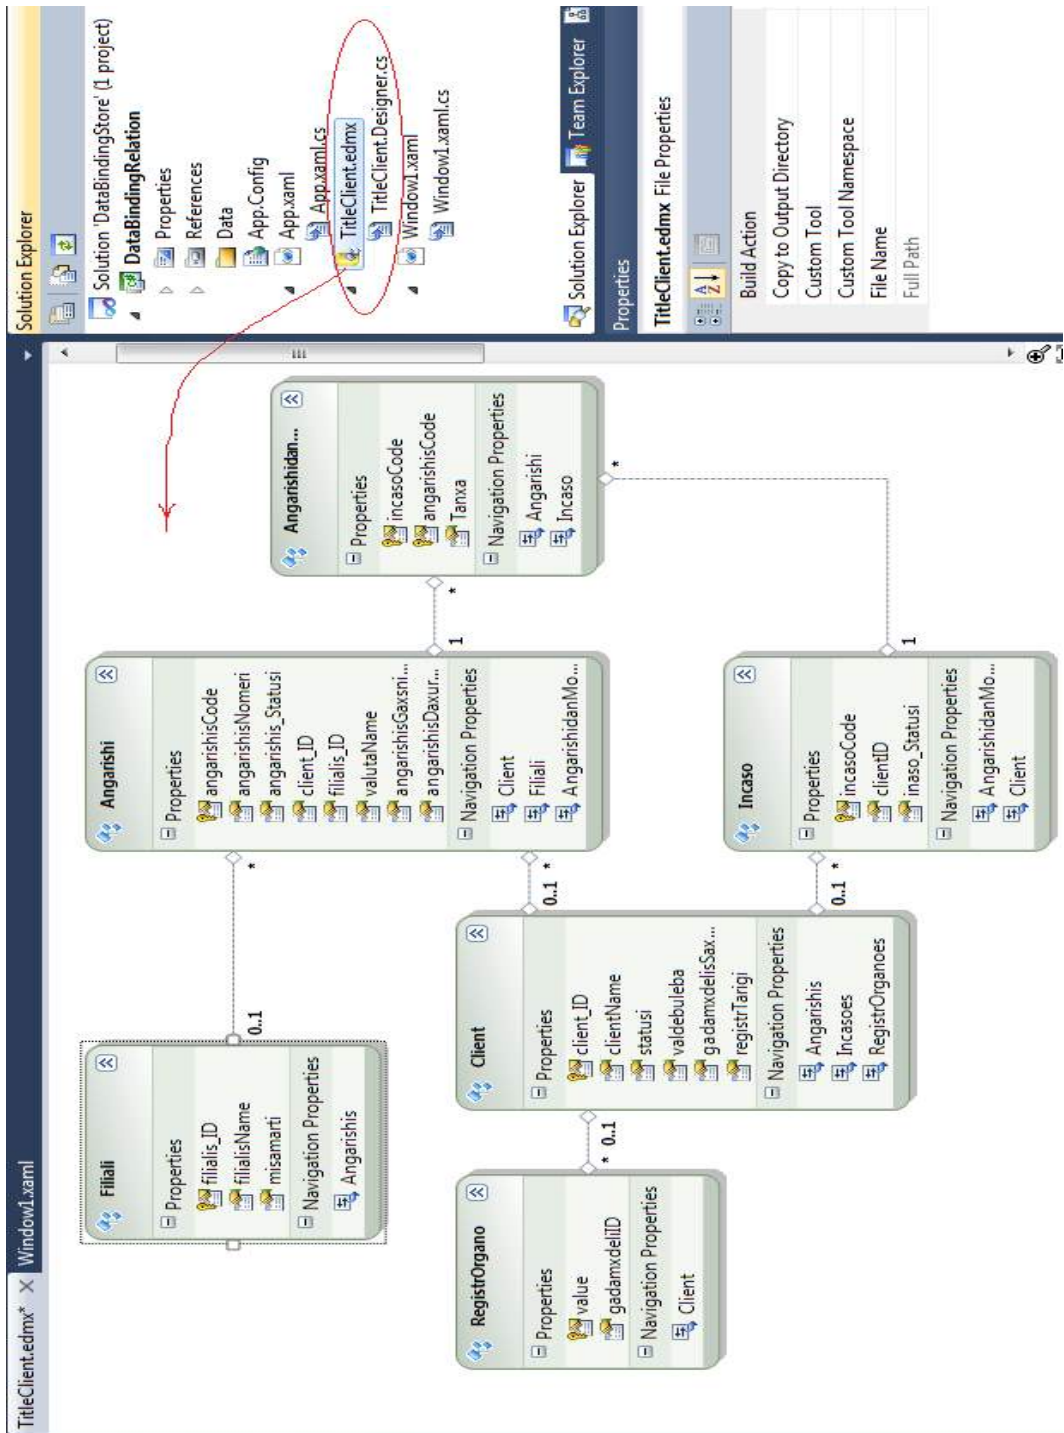 TitleClient.edmx* X Window1.xaml
Filiali
Properties
filialis_ID
filialisName
misamarti
Navigation Properties
Angarishis
0..1
*
Angarishi
Properties
angarishisCode
angarishisNomeri
angarishis_Statusi
client_ID
filialis_ID
valutaName
angarishisGaxsni...
angarishisDaxur...
Navigation Properties
Client
Filiali
AngarishidanMo...
1
*
Angarishidan...
Properties
incasoCode
angarishisCode
Tanxa
Navigation Properties
Angarishi
Incaso
*
1
RegistrOrgano
Properties
value
gadamxdeliID
Navigation Properties
Client
* 0..1
Client
Properties
client_ID
clientName
statusi
valdebuleba
gadamxdelisSax...
registrTarigi
Navigation Properties
Angarishis
Incasoes
RegistrOrganoes
0..1 *
0..1 *
Incaso
Properties
incasoCode
clientID
inaso_Statusi
Navigation Properties
AngarishidanMo...
Client
Solution Explorer
Solution 'DataBindingStore' (1 project)
DataBindingRelation
Properties
References
Data
App.Config
App.xaml
App.xaml.cs
TitleClient.edmx
TitleClient.Designer.cs
Window1.xaml
Window1.xaml.cs
Solution Explorer Team Explorer
Properties
TitleClient.edmx File Properties
Build Action
Copy to Output Directory
Custom Tool
Custom Tool Namespace
File Name
Full Path